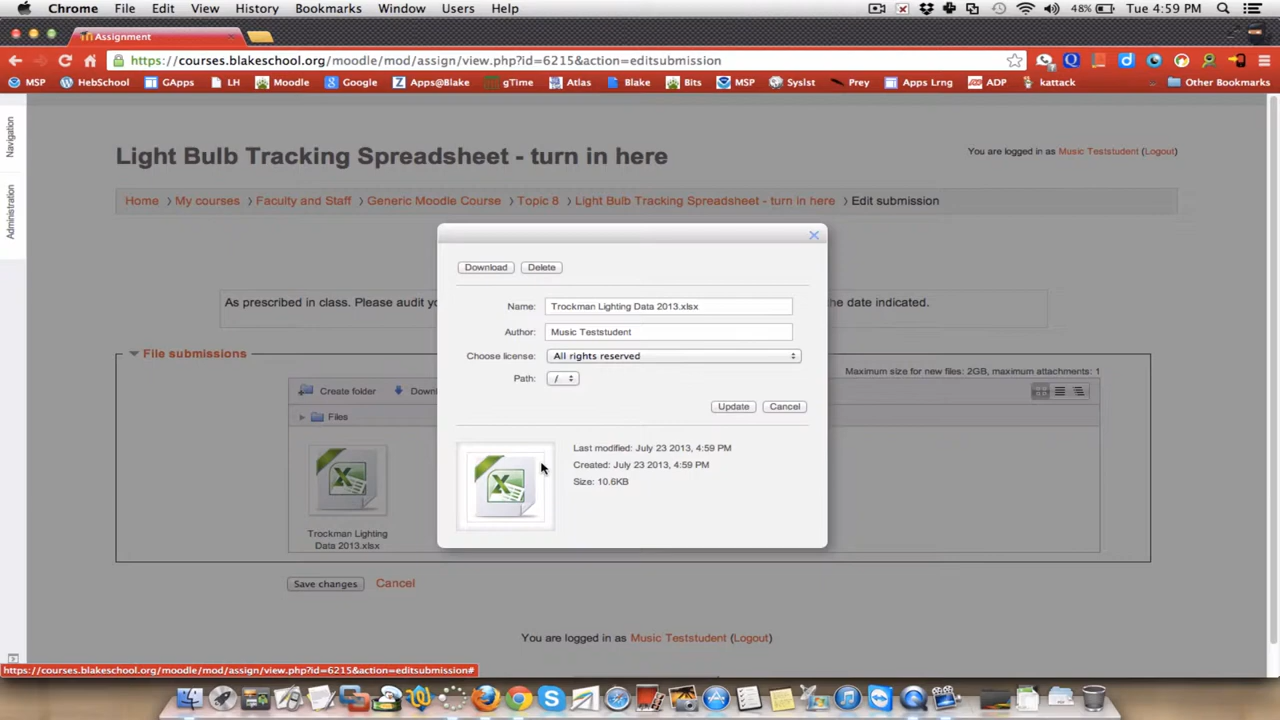 Chrome File Edit View History Bookmarks Window Users Help 48% Tue 4:59 PM
Assignment
https://courses.blakeschool.org/moodle/mod/assign/view.php?id=6215&action=editsubmission
MSP HebSchool GApps LH Moodle Google Apps@Blake gTime Atlas Blake Bits MSP SysIst Prey Apps Lrng ADP kattack Other Bookmarks
Navigation
Administration
Light Bulb Tracking Spreadsheet - turn in here
You are logged in as Music Teststudent (Logout)
Home My courses Faculty and Staff Generic Moodle Course Topic 8 Light Bulb Tracking Spreadsheet - turn in here Edit submission
As prescribed in class. Please audit yo
the date indicated.
File submissions
Maximum size for new files: 2GB, maximum attachments: 1
Create folder Downl
Files
Trockman Lighting
Data 2013.xlsx
Download Delete
Name: Trockman Lighting Data 2013.xlsx
Author: Music Teststudent
Choose license: All rights reserved
Path: /
Update Cancel
Last modified: July 23 2013, 4:59 PM
Created: July 23 2013, 4:59 PM
Size: 10.6KB
Save changes Cancel
You are logged in as Music Teststudent (Logout)
https://courses.blakeschool.org/moodle/mod/assign/view.php?id=6215&action=editsubmission#